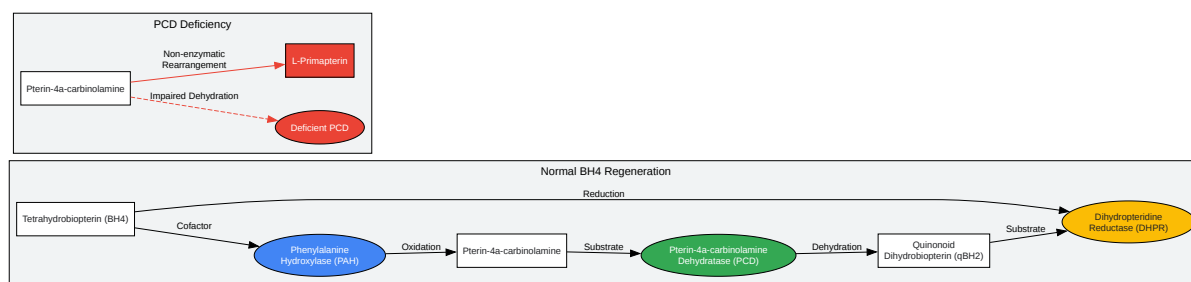 PCD Deficiency
Non-enzymatic
Rearrangement
L-Primapterin
Pterin-4a-carbinolamine
Impaired Dehydration
Deficient PCD
Normal BH4 Regeneration
Reduction
Tetrahydrobiopterin (BH4)
Cofactor
Phenylalanine
Hydroxylase (PAH)
Oxidation
Pterin-4a-carbinolamine
Substrate
Pterin-4a-carbinolamine
Dehydratase (PCD)
Dehydration
Quinonoid
Dihydrobiopterin (qBH2)
Substrate
Dihydropteridine
Reductase (DHPR)